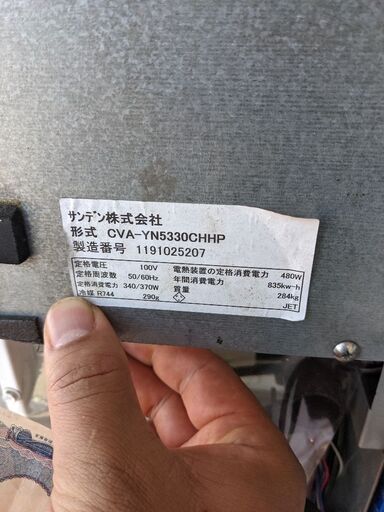 サンデン株式会社
形式 CVA-YN5330CHHP
製造番号 1191025207
定格電圧 100V 電熱装置の定格消費電力 480W
定格周波数 50/60Hz 年間消費電力 835kw-h
定格消費電力 340/370W 質量 284kg
冷媒 R744 290g JET